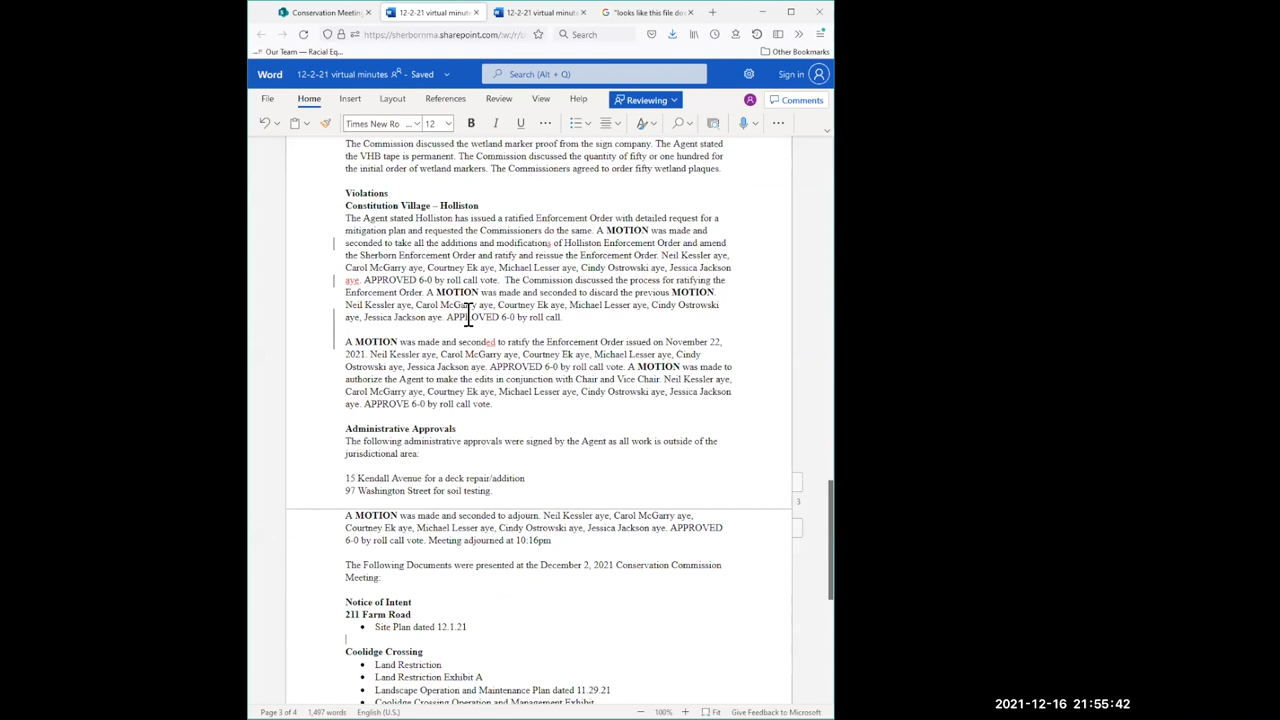 Conservation Meeting
12-2-21 virtual minute
12-2-21 virtual minutes
"looks like this file do
https://sherbornma.sharepoint.com/:w:/r/
Search
Our Team — Racial Eq...
Other Bookmarks
Word
12-2-21 virtual minutes
- Saved
Search (Alt + Q)
Sign in
File
Home
Insert
Layout
References
Review
View
Help
Reviewing
Comments
Times New Ro ...
12
B
I
U
The Commission discussed the wetland marker proof from the sign company. The Agent stated
the VHB tape is permanent. The Commission discussed the quantity of fifty or one hundred for
the initial order of wetland markers. The Commissioners agreed to order fifty wetland plaques.
Violations
Constitution Village – Holliston
The Agent stated Holliston has issued a ratified Enforcement Order with detailed request for a
mitigation plan and requested the Commissioners do the same. A MOTION was made and
seconded to take all the additions and modifications of Holliston Enforcement Order and amend
the Sherborn Enforcement Order and ratify and reissue the Enforcement Order. Neil Kessler aye,
Carol McGarry aye, Courtney Ek aye, Michael Lesser aye, Cindy Ostrowski aye, Jessica Jackson
aye. APPROVED 6-0 by roll call vote. The Commission discussed the process for ratifying the
Enforcement Order. A MOTION was made and seconded to discard the previous MOTION.
Neil Kessler aye, Carol McGarry aye, Courtney Ek aye, Michael Lesser aye, Cindy Ostrowski
aye, Jessica Jackson aye. APPROVED 6-0 by roll call.
A MOTION was made and seconded to ratify the Enforcement Order issued on November 22,
2021. Neil Kessler aye, Carol McGarry aye, Courtney Ek aye, Michael Lesser aye, Cindy
Ostrowski aye, Jessica Jackson aye. APPROVED 6-0 by roll call vote. A MOTION was made to
authorize the Agent to make the edits in conjunction with Chair and Vice Chair. Neil Kessler aye,
Carol McGarry aye, Courtney Ek aye, Michael Lesser aye, Cindy Ostrowski aye, Jessica Jackson
aye. APPROVE 6-0 by roll call vote.
Administrative Approvals
The following administrative approvals were signed by the Agent as all work is outside of the
jurisdictional area:
15 Kendall Avenue for a deck repair/addition
97 Washington Street for soil testing.
3
A MOTION was made and seconded to adjourn. Neil Kessler aye, Carol McGarry aye,
Courtney Ek aye, Michael Lesser aye, Cindy Ostrowski aye, Jessica Jackson aye. APPROVED
6-0 by roll call vote. Meeting adjourned at 10:16pm
The Following Documents were presented at the December 2, 2021 Conservation Commission
Meeting:
Notice of Intent
211 Farm Road
• Site Plan dated 12.1.21
Coolidge Crossing
• Land Restriction
• Land Restriction Exhibit A
• Landscape Operation and Maintenance Plan dated 11.29.21
• Coolidge Crossing Operation and Management Exhibit
Page 3 of 4
1,497 words
English (U.S.)
100%
Fit
Give Feedback to Microsoft
2021-12-16 21:55:42